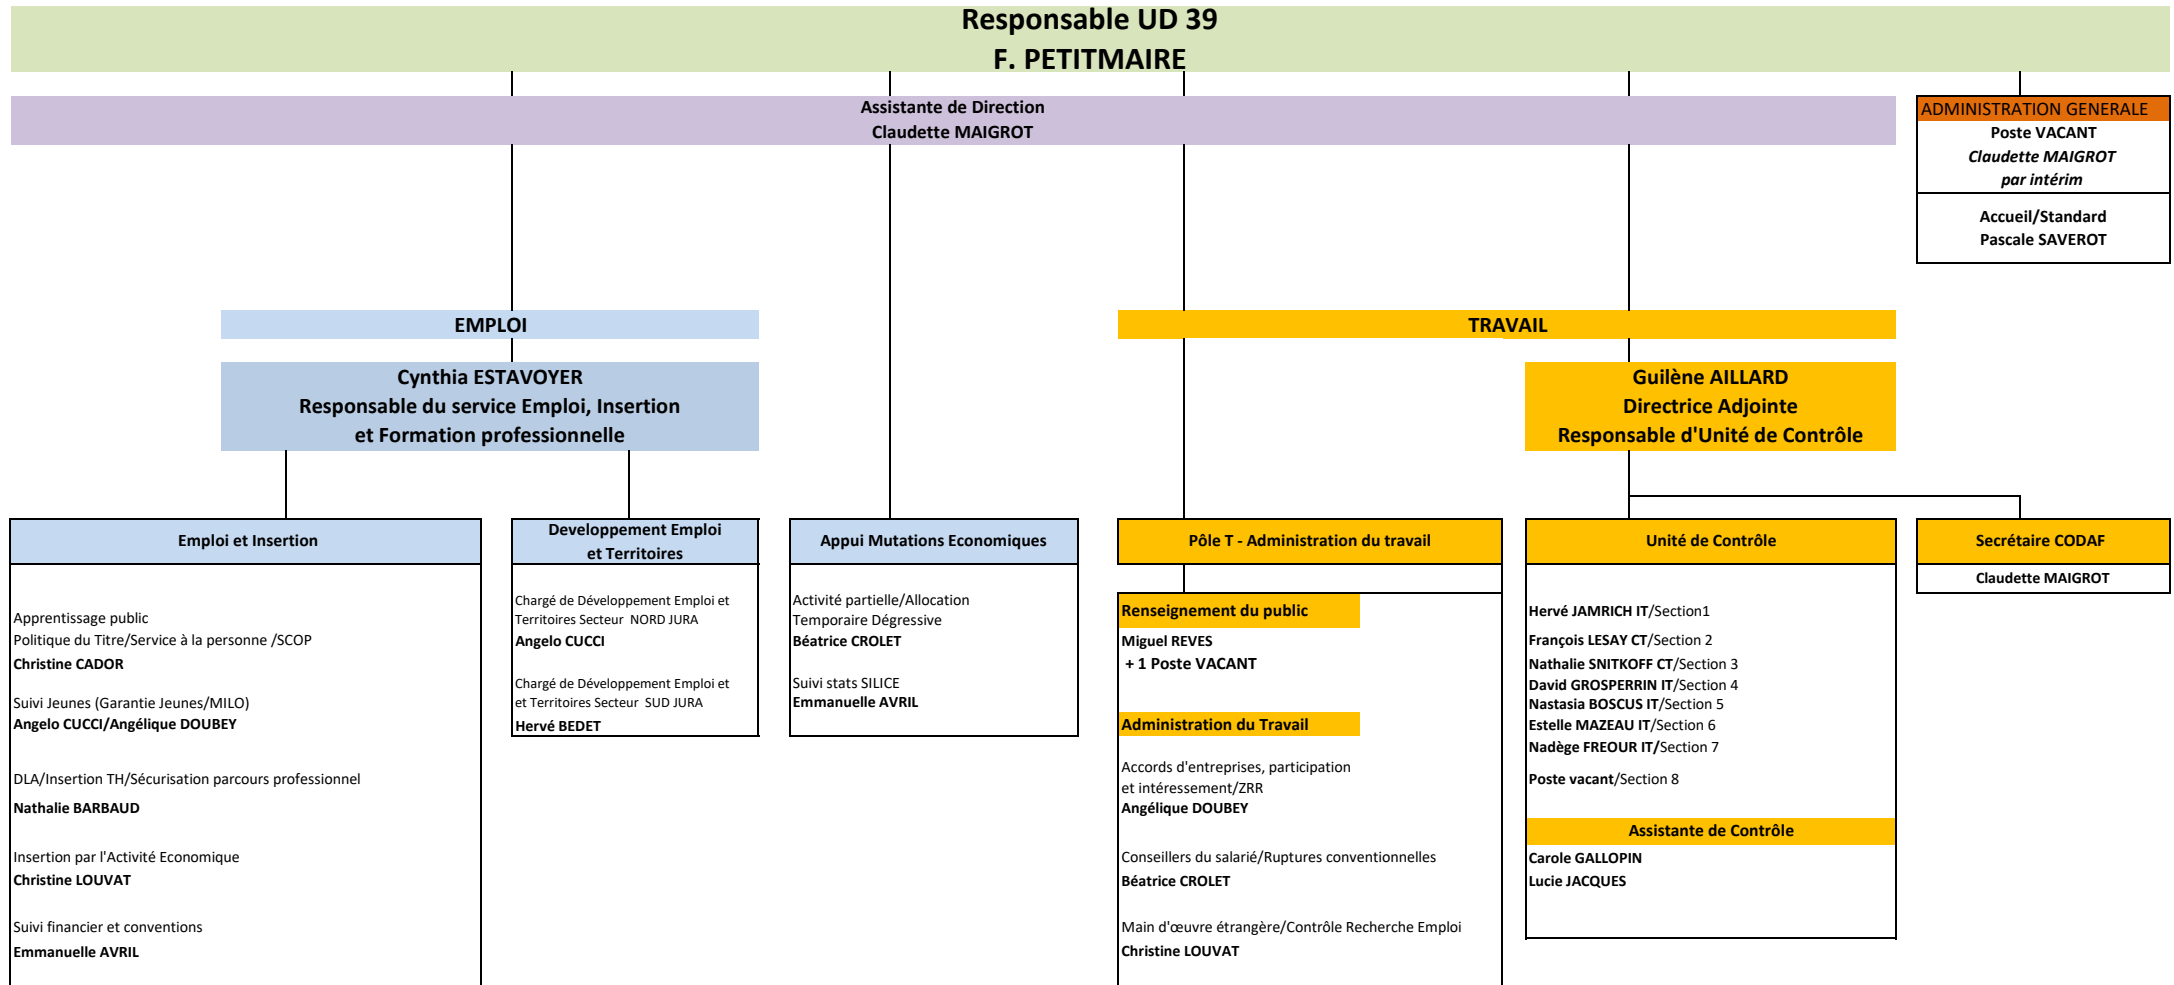 Responsable UD 39
F. PETITMAIRE
Assistante de Direction
Claudette MAIGROT
ADMINISTRATION GENERALE
Poste VACANT
Claudette MAIGROT
par intérim
Accueil/Standard
Pascale SAVEROT
EMPLOI
Cynthia ESTAVOYER
Responsable du service Emploi, Insertion
et Formation professionnelle
TRAVAIL
Guilène AILLARD
Directrice Adjointe
Responsable d'Unité de Contrôle
Emploi et Insertion
Apprentissage public
Politique du Titre/Service à la personne /SCOP
Christine CADOR
Suivi Jeunes (Garantie Jeunes/MILO)
Angelo CUCCI/Angélique DOUBEY
DLA/Insertion TH/Sécurisation parcours professionnel
Nathalie BARBAUD
Insertion par l'Activité Economique
Christine LOUVAT
Suivi financier et conventions
Emmanuelle AVRIL
Developpement Emploi
et Territoires
Chargé de Développement Emploi et
Territoires Secteur NORD JURA
Angelo CUCCI
Chargé de Développement Emploi et
et Territoires Secteur SUD JURA
Hervé BEDET
Appui Mutations Economiques
Activité partielle/Allocation
Temporaire Dégressive
Béatrice CROLET
Suivi stats SILICE
Emmanuelle AVRIL
Pôle T - Administration du travail
Renseignement du public
Miguel REVES
+ 1 Poste VACANT
Administration du Travail
Accords d'entreprises, participation
et intéressement/ZRR
Angélique DOUBEY
Conseillers du salarié/Ruptures conventionnelles
Béatrice CROLET
Main d'œuvre étrangère/Contrôle Recherche Emploi
Christine LOUVAT
Unité de Contrôle
Hervé JAMRICH IT/Section1
François LESAY CT/Section 2
Nathalie SNITKOFF CT/Section 3
David GROSPERRIN IT/Section 4
Nastasia BOSCUS IT/Section 5
Estelle MAZEAU IT/Section 6
Nadège FREOUR IT/Section 7
Poste vacant/Section 8
Assistante de Contrôle
Carole GALLOPIN
Lucie JACQUES
Secrétaire CODAF
Claudette MAIGROT